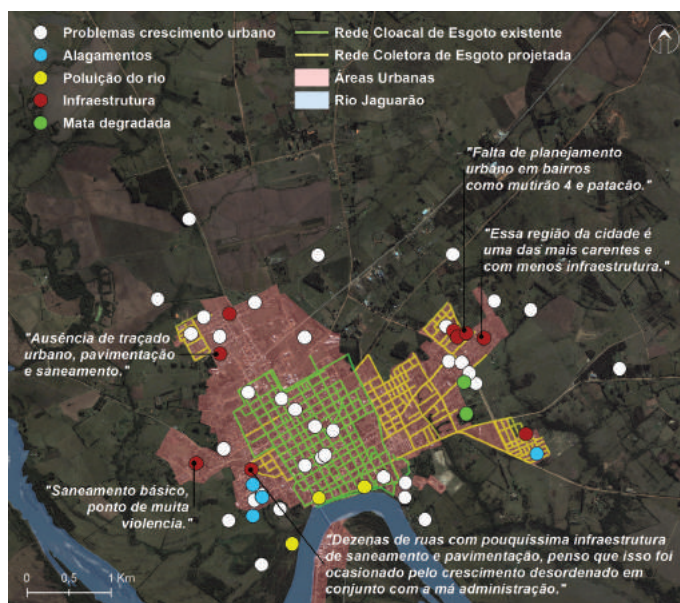 Problemas crescimento urbano
Alagamentos
Poluição do rio
Infraestrutura
Mata degradada
Rede Cloacal de Esgoto existente
Rede Coletora de Esgoto projetada
Áreas Urbanas
Rio Jaguarão
"Falta de planejamento
urbano em bairros
como mutirão 4 e patacão."
"Essa região da cidade é
uma das mais carentes e
com menos infraestrutura."
"Ausência de traçado
urbano, pavimentação
e saneamento."
"Saneamento básico,
ponto de muita
violencia."
"Dezenas de ruas com pouquíssima infraestrutura
de saneamento e pavimentação, penso que isso foi
ocasionado pelo crescimento desordenado em
conjunto com a má administração."
0 0,5 1 Km